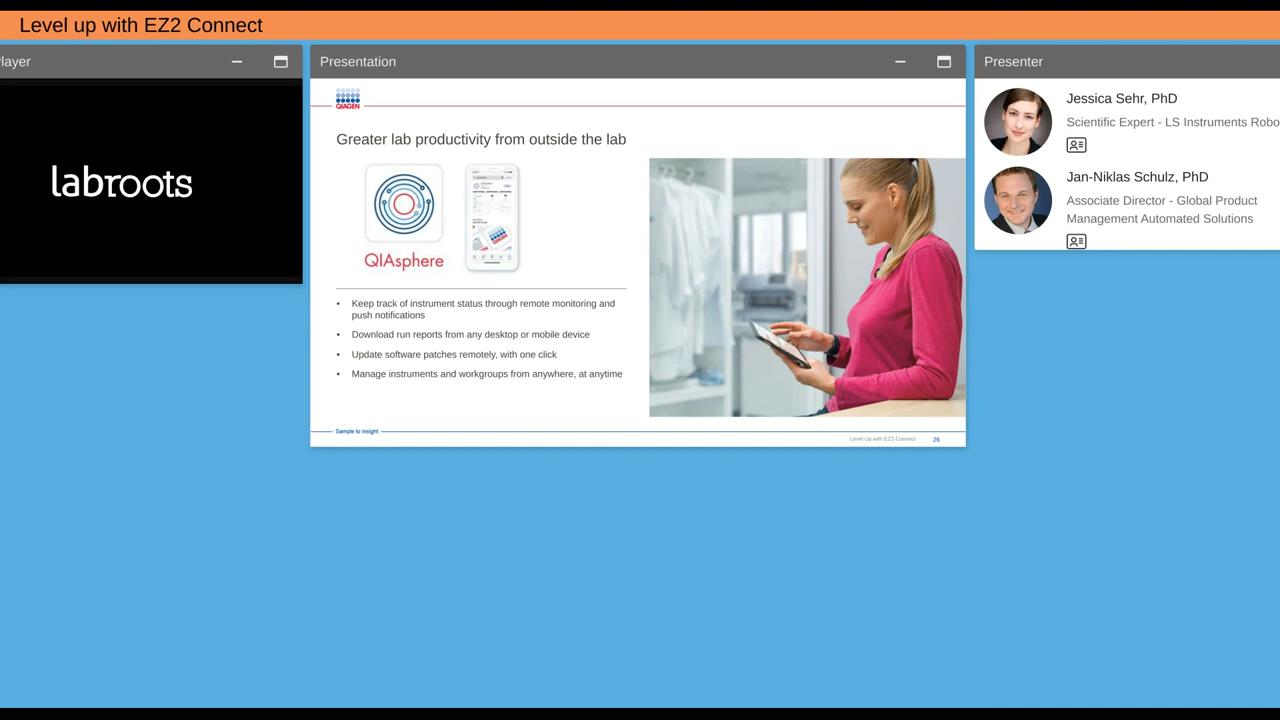 Level up with EZ2 Connect
layer
Presentation
Presenter
labroots
QIAGEN
Greater lab productivity from outside the lab
QIAsphere
• Keep track of instrument status through remote monitoring and
push notifications
• Download run reports from any desktop or mobile device
• Update software patches remotely, with one click
• Manage instruments and workgroups from anywhere, at anytime
Sample to Insight
Level Up with EZ2 Connect
26
Jessica Sehr, PhD
Scientific Expert - LS Instruments Robo
Jan-Niklas Schulz, PhD
Associate Director - Global Product
Management Automated Solutions